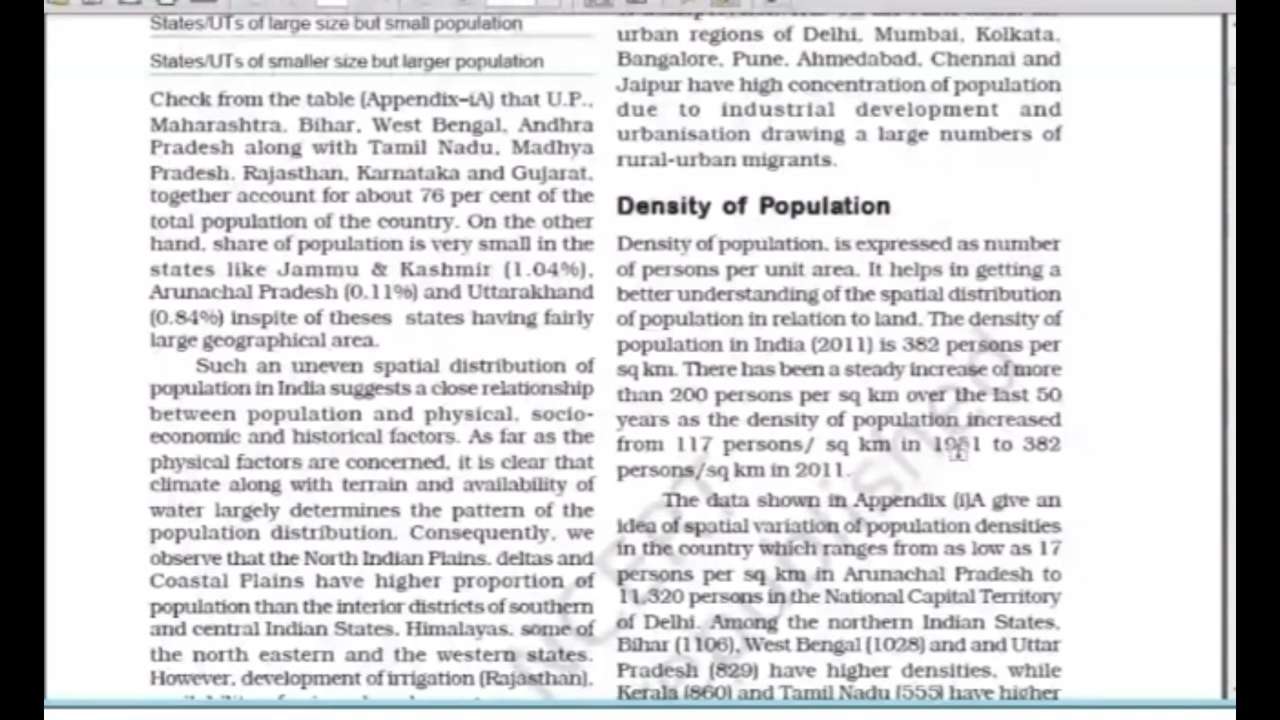 States/UTs of large size but small population
States/UTs of smaller size but larger population
Check from the table (Appendix–iA) that U.P.,
Maharashtra, Bihar, West Bengal, Andhra
Pradesh along with Tamil Nadu, Madhya
Pradesh, Rajasthan, Karnataka and Gujarat,
together account for about 76 per cent of the
total population of the country. On the other
hand, share of population is very small in the
states like Jammu & Kashmir (1.04%),
Arunachal Pradesh (0.11%) and Uttarakhand
(0.84%) inspite of theses states having fairly
large geographical area.
Such an uneven spatial distribution of
population in India suggests a close relationship
between population and physical, socio-
economic and historical factors. As far as the
physical factors are concerned, it is clear that
climate along with terrain and availability of
water largely determines the pattern of the
population distribution. Consequently, we
observe that the North Indian Plains, deltas and
Coastal Plains have higher proportion of
population than the interior districts of southern
and central Indian States, Himalayas, some of
the north eastern and the western states.
However, development of irrigation (Rajasthan),
urban regions of Delhi, Mumbai, Kolkata,
Bangalore, Pune, Ahmedabad, Chennai and
Jaipur have high concentration of population
due to industrial development and
urbanisation drawing a large numbers of
rural-urban migrants.
Density of Population
Density of population, is expressed as number
of persons per unit area. It helps in getting a
better understanding of the spatial distribution
of population in relation to land. The density of
population in India (2011) is 382 persons per
sq km. There has been a steady increase of more
than 200 persons per sq km over the last 50
years as the density of population increased
from 117 persons/ sq km in 1951 to 382
persons/sq km in 2011.
The data shown in Appendix (i)A give an
idea of spatial variation of population densities
in the country which ranges from as low as 17
persons per sq km in Arunachal Pradesh to
11,320 persons in the National Capital Territory
of Delhi. Among the northern Indian States,
Bihar (1106), West Bengal (1028) and and Uttar
Pradesh (829) have higher densities, while
Kerala (860) and Tamil Nadu (555) have higher
NCERT
republished